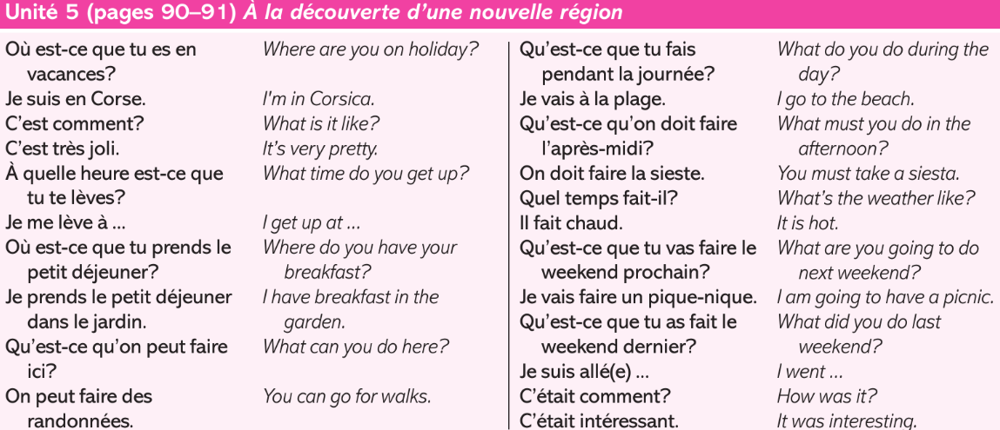 Unité 5 (pages 90–91) À la découverte d'une nouvelle région
Où est-ce que tu es en Where are you on holiday?
vacances?
Je suis en Corse. I'm in Corsica.
C'est comment? What is it like?
C'est très joli. It's very pretty.
À quelle heure est-ce que What time do you get up?
tu te lèves?
Je me lève à ... I get up at ...
Où est-ce que tu prends le Where do you have your
petit déjeuner? breakfast?
Je prends le petit déjeuner I have breakfast in the
dans le jardin. garden.
Qu'est-ce qu'on peut faire What can you do here?
ici?
On peut faire des You can go for walks.
randonnées.
Qu'est-ce que tu fais What do you do during the
pendant la journée? day?
Je vais à la plage. I go to the beach.
Qu'est-ce qu'on doit faire What must you do in the
l'après-midi? afternoon?
On doit faire la sieste. You must take a siesta.
Quel temps fait-il? What's the weather like?
Il fait chaud. It is hot.
Qu'est-ce que tu vas faire le What are you going to do
weekend prochain? next weekend?
Je vais faire un pique-nique. I am going to have a picnic.
Qu'est-ce que tu as fait le What did you do last
weekend dernier? weekend?
Je suis allé(e) ... I went ...
C'était comment? How was it?
C'était intéressant. It was interesting.